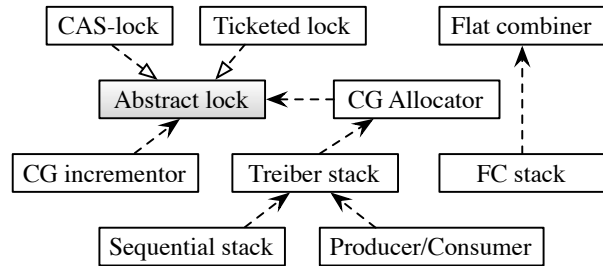 CAS-lock
Ticketed lock
Flat combiner
Abstract lock
CG Allocator
CG incrementor
Treiber stack
FC stack
Sequential stack
Producer/Consumer